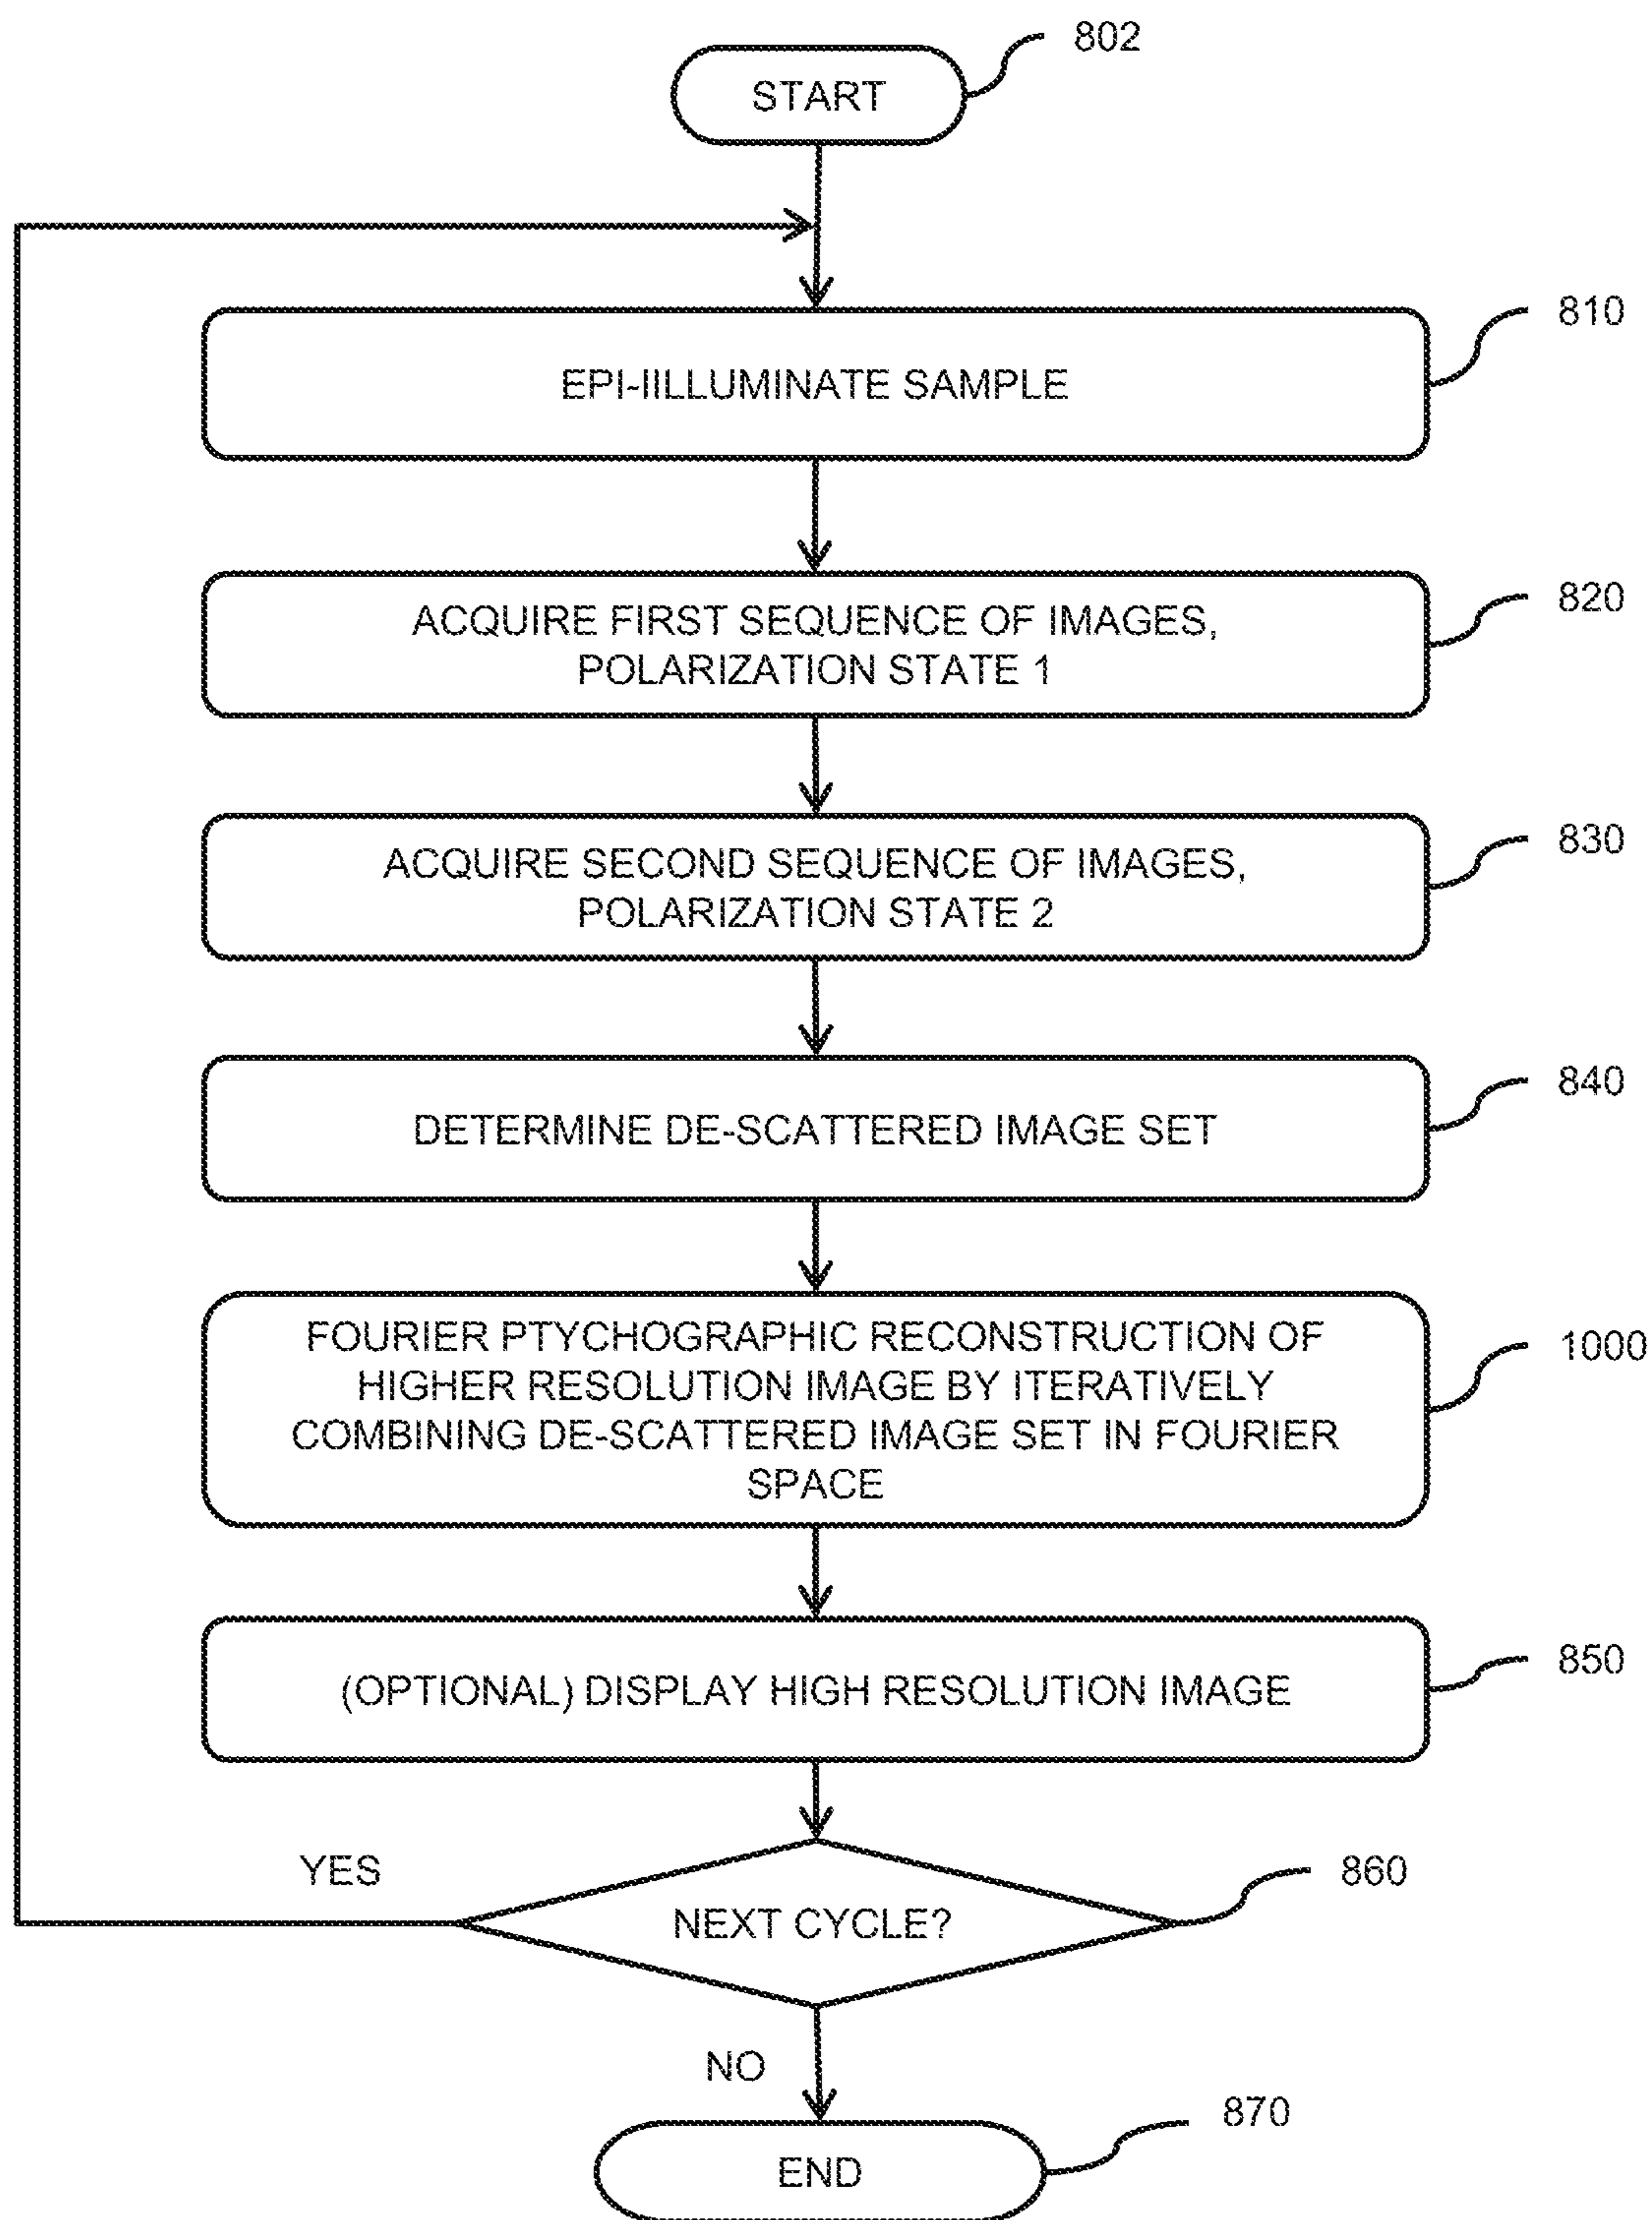 802
START
810
EPI-IILLUMINATE SAMPLE
820
ACQUIRE FIRST SEQUENCE OF IMAGES,
POLARIZATION STATE 1
830
ACQUIRE SECOND SEQUENCE OF IMAGES,
POLARIZATION STATE 2
840
DETERMINE DE-SCATTERED IMAGE SET
1000
FOURIER PTYCHOGRAPHIC RECONSTRUCTION OF
HIGHER RESOLUTION IMAGE BY ITERATIVELY
COMBINING DE-SCATTERED IMAGE SET IN FOURIER
SPACE
850
(OPTIONAL) DISPLAY HIGH RESOLUTION IMAGE
YES
860
NEXT CYCLE?
NO
870
END